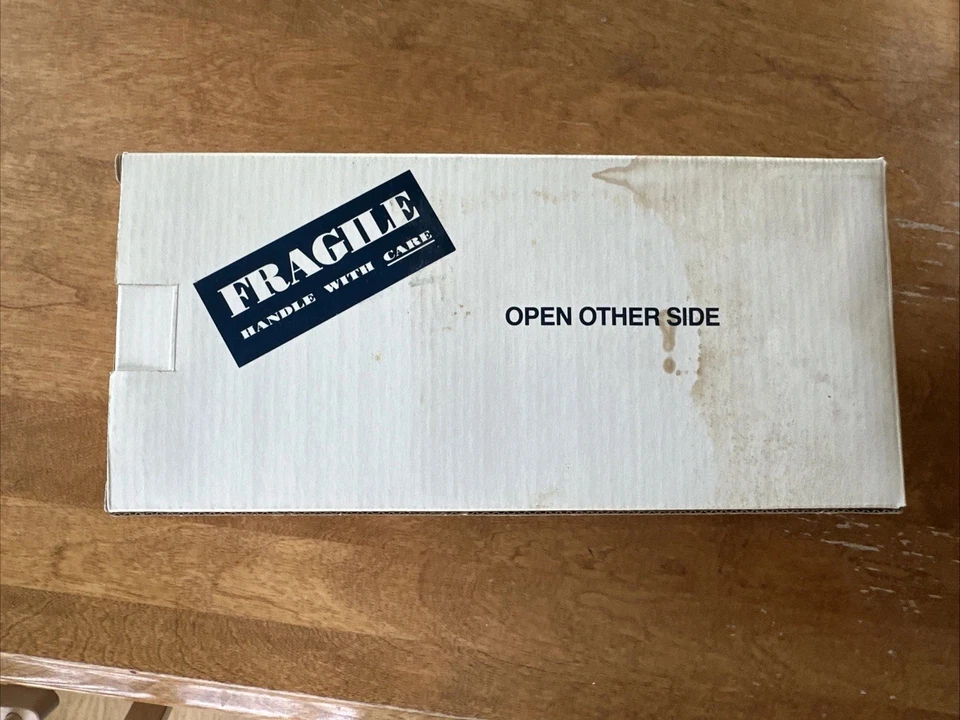 FRAGILE
HANDLE WITH CARE
OPEN OTHER SIDE